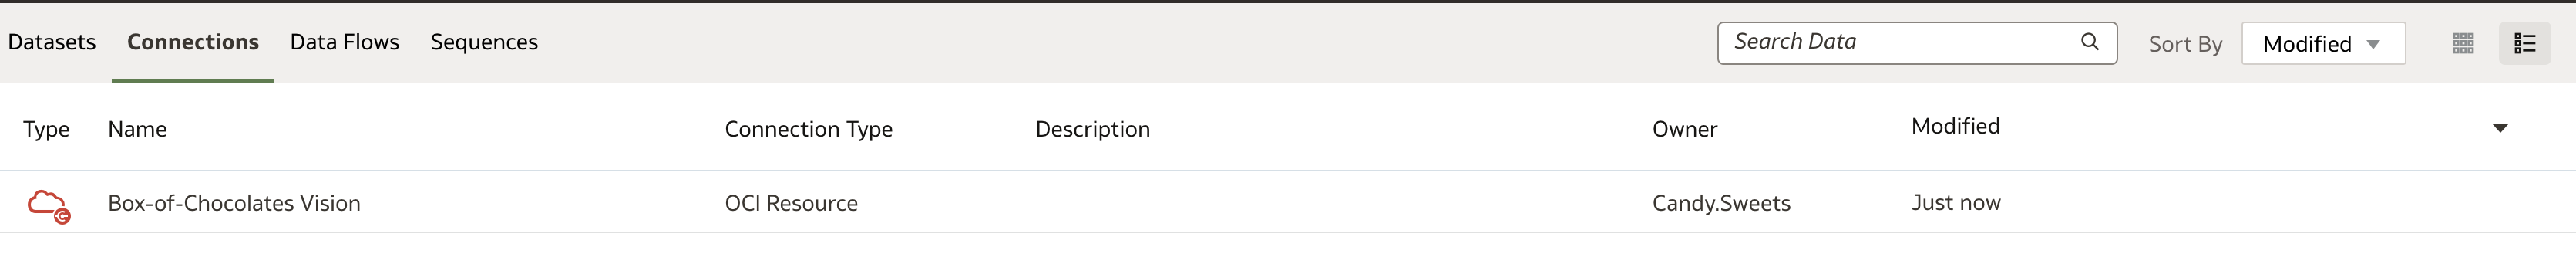 Datasets Connections Data Flows Sequences Search Data Sort By Modified
Type Name Connection Type Description Owner Modified
Box-of-Chocolates Vision OCI Resource Candy.Sweets Just now